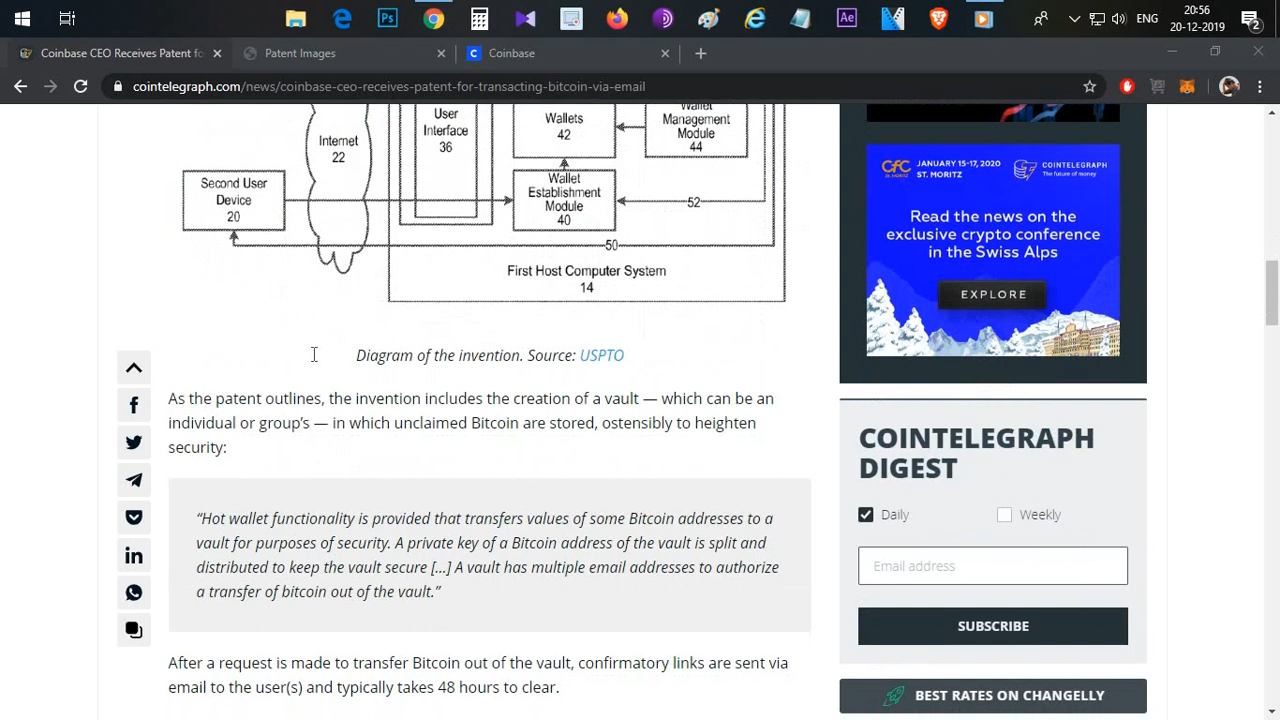 20:56
ENG
20-12-2019
2
Coinbase CEO Receives Patent fo
Patent Images
Coinbase
cointelegraph.com/news/coinbase-ceo-receives-patent-for-transacting-bitcoin-via-email
Internet
22
User
Interface
36
Wallets
42
Wallet
Management
Module
44
Second User
Device
20
Wallet
Establishment
Module
40
52
50
First Host Computer System
14
Diagram of the invention. Source: USPTO
As the patent outlines, the invention includes the creation of a vault — which can be an
individual or group’s — in which unclaimed Bitcoin are stored, ostensibly to heighten
security:
“Hot wallet functionality is provided that transfers values of some Bitcoin addresses to a
vault for purposes of security. A private key of a Bitcoin address of the vault is split and
distributed to keep the vault secure [...] A vault has multiple email addresses to authorize
a transfer of bitcoin out of the vault.”
After a request is made to transfer Bitcoin out of the vault, confirmatory links are sent via
email to the user(s) and typically takes 48 hours to clear.
CFC
JANUARY 15-17, 2020
ST. MORITZ
COINTELEGRAPH
The future of money
Read the news on the
exclusive crypto conference
in the Swiss Alps
EXPLORE
COINTELEGRAPH
DIGEST
Daily
Weekly
Email address
SUBSCRIBE
BEST RATES ON CHANGELLY